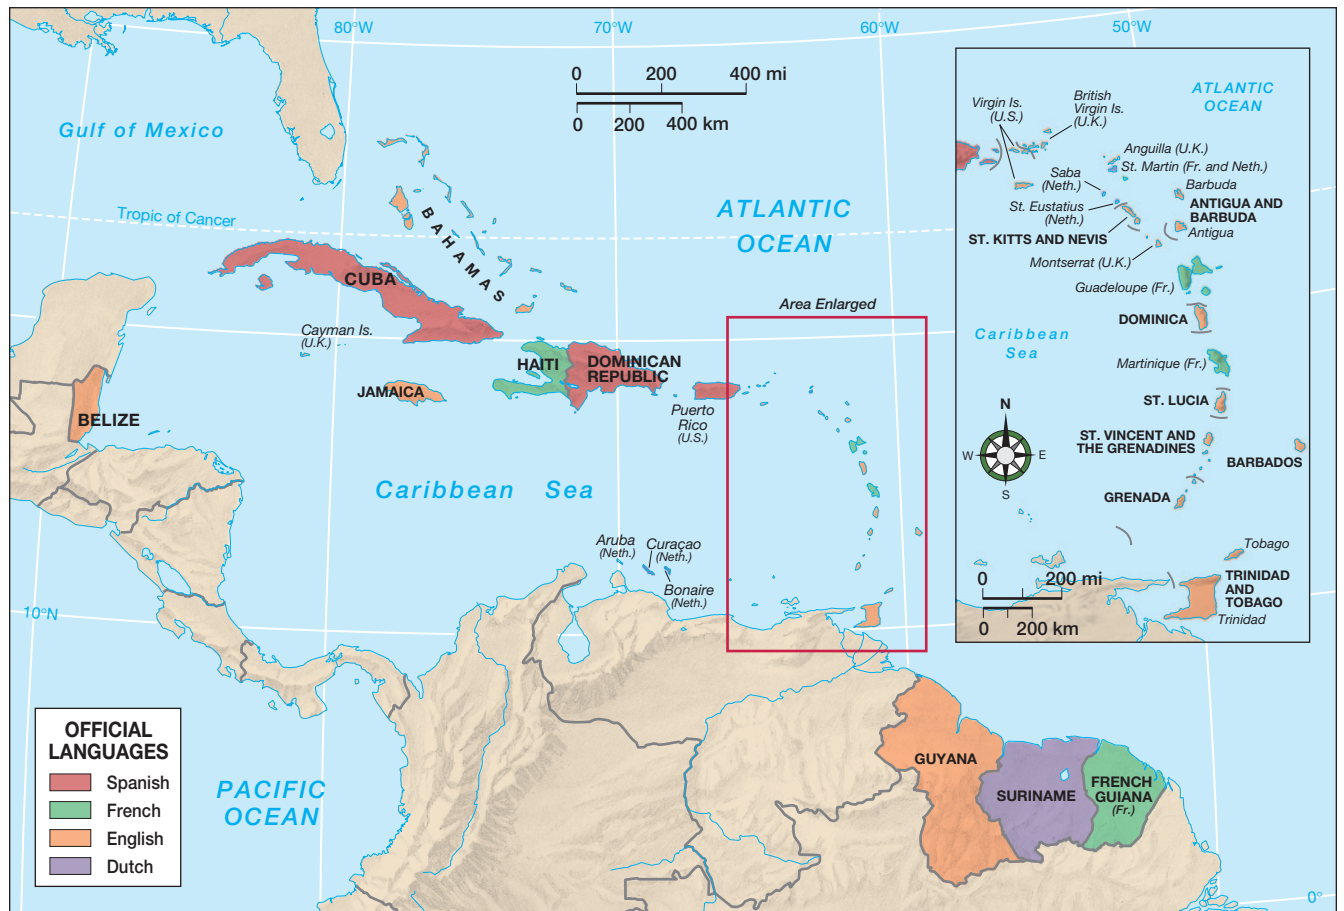 80°W
70°W
60°W
50°W
0 200 400 mi
0 200 400 km
Gulf of Mexico
Tropic of Cancer
ATLANTIC
OCEAN
BAHAMAS
CUBA
Cayman Is.
(U.K.)
Area Enlarged
HAITI
DOMINICAN
REPUBLIC
JAMAICA
Puerto
Rico
(U.S.)
BELIZE
Caribbean Sea
Aruba
(Neth.)
Curaçao
(Neth.)
Bonaire
(Neth.)
10°N
PACIFIC
OCEAN
GUYANA
SURINAME
FRENCH
GUIANA
(Fr.)
0°
OFFICIAL
LANGUAGES
Spanish
French
English
Dutch
ATLANTIC
OCEAN
Virgin Is.
(U.S.)
British
Virgin Is.
(U.K.)
Anguilla (U.K.)
St. Martin (Fr. and Neth.)
Saba
(Neth.)
Barbuda
St. Eustatius
(Neth.)
ANTIGUA AND
BARBUDA
Antigua
ST. KITTS AND NEVIS
Montserrat (U.K.)
Guadeloupe (Fr.)
DOMINICA
Caribbean
Sea
Martinique (Fr.)
ST. LUCIA
N
W
E
S
ST. VINCENT AND
THE GRENADINES
BARBADOS
GRENADA
Tobago
0 200 mi
0 200 km
TRINIDAD
AND
TOBAGO
Trinidad